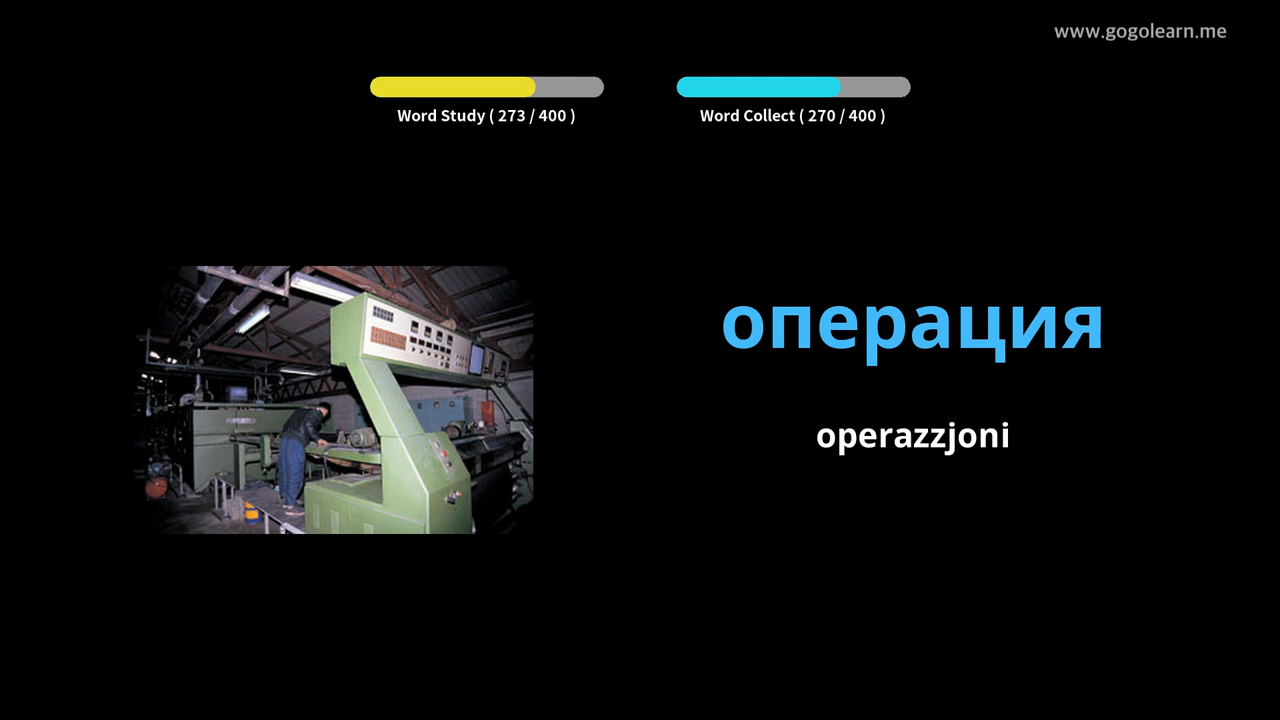 www.gogolearn.me
Word Study ( 273 / 400 )
Word Collect ( 270 / 400 )
операция
operazzjoni